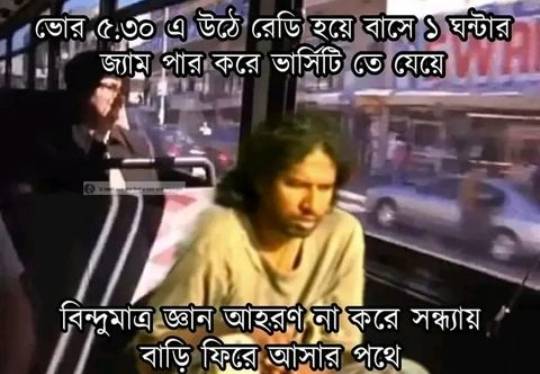 ভোর ৫.৩০ এ উঠে রেডি হয়ে বাসে ১ ঘন্টার
জ্যাম পার করে ভার্সিটি তে যেয়ে
বিন্দুমাত্র জ্ঞান আহরণ না করে সন্ধ্যায়
বাড়ি ফিরে আসার পথে